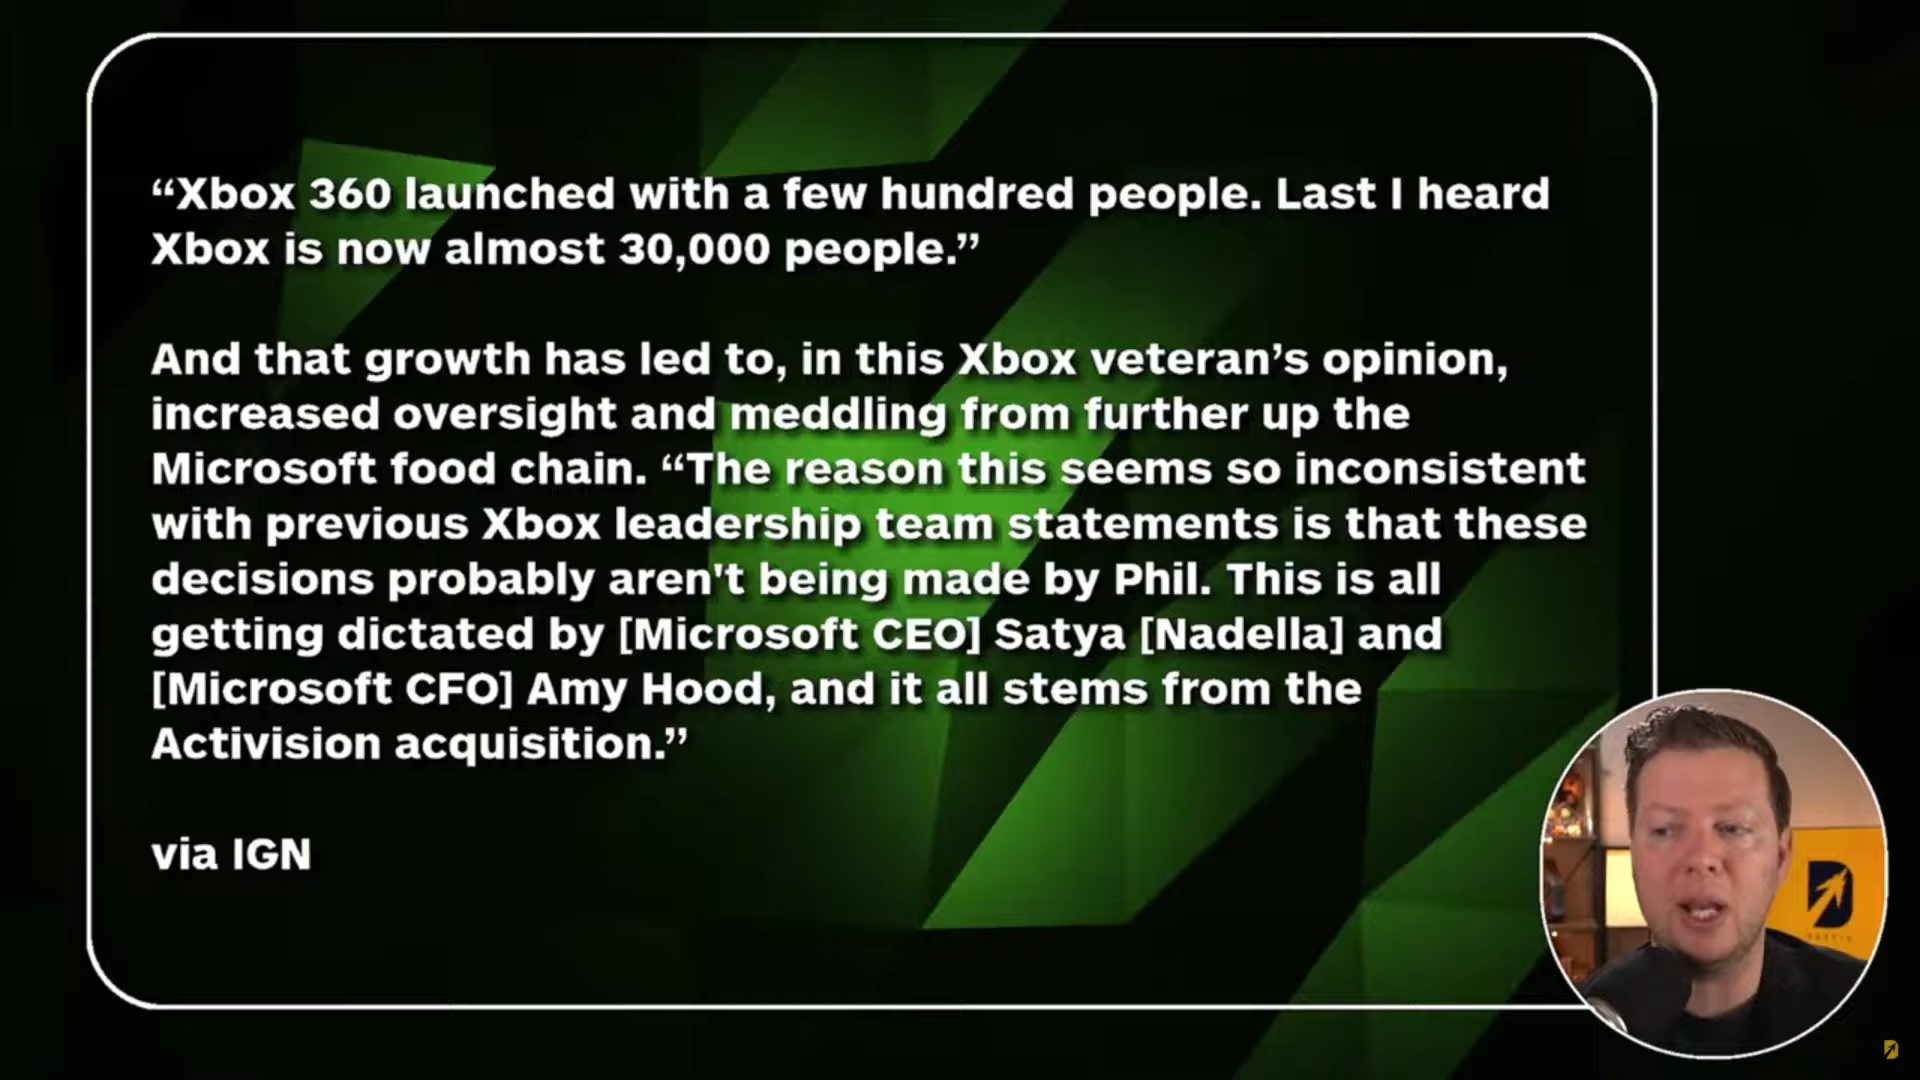 “Xbox 360 launched with a few hundred people. Last I heard
Xbox is now almost 30,000 people.”
And that growth has led to, in this Xbox veteran’s opinion,
increased oversight and meddling from further up the
Microsoft food chain. “The reason this seems so inconsistent
with previous Xbox leadership team statements is that these
decisions probably aren't being made by Phil. This is all
getting dictated by [Microsoft CEO] Satya [Nadella] and
[Microsoft CFO] Amy Hood, and it all stems from the
Activision acquisition.”
via IGN